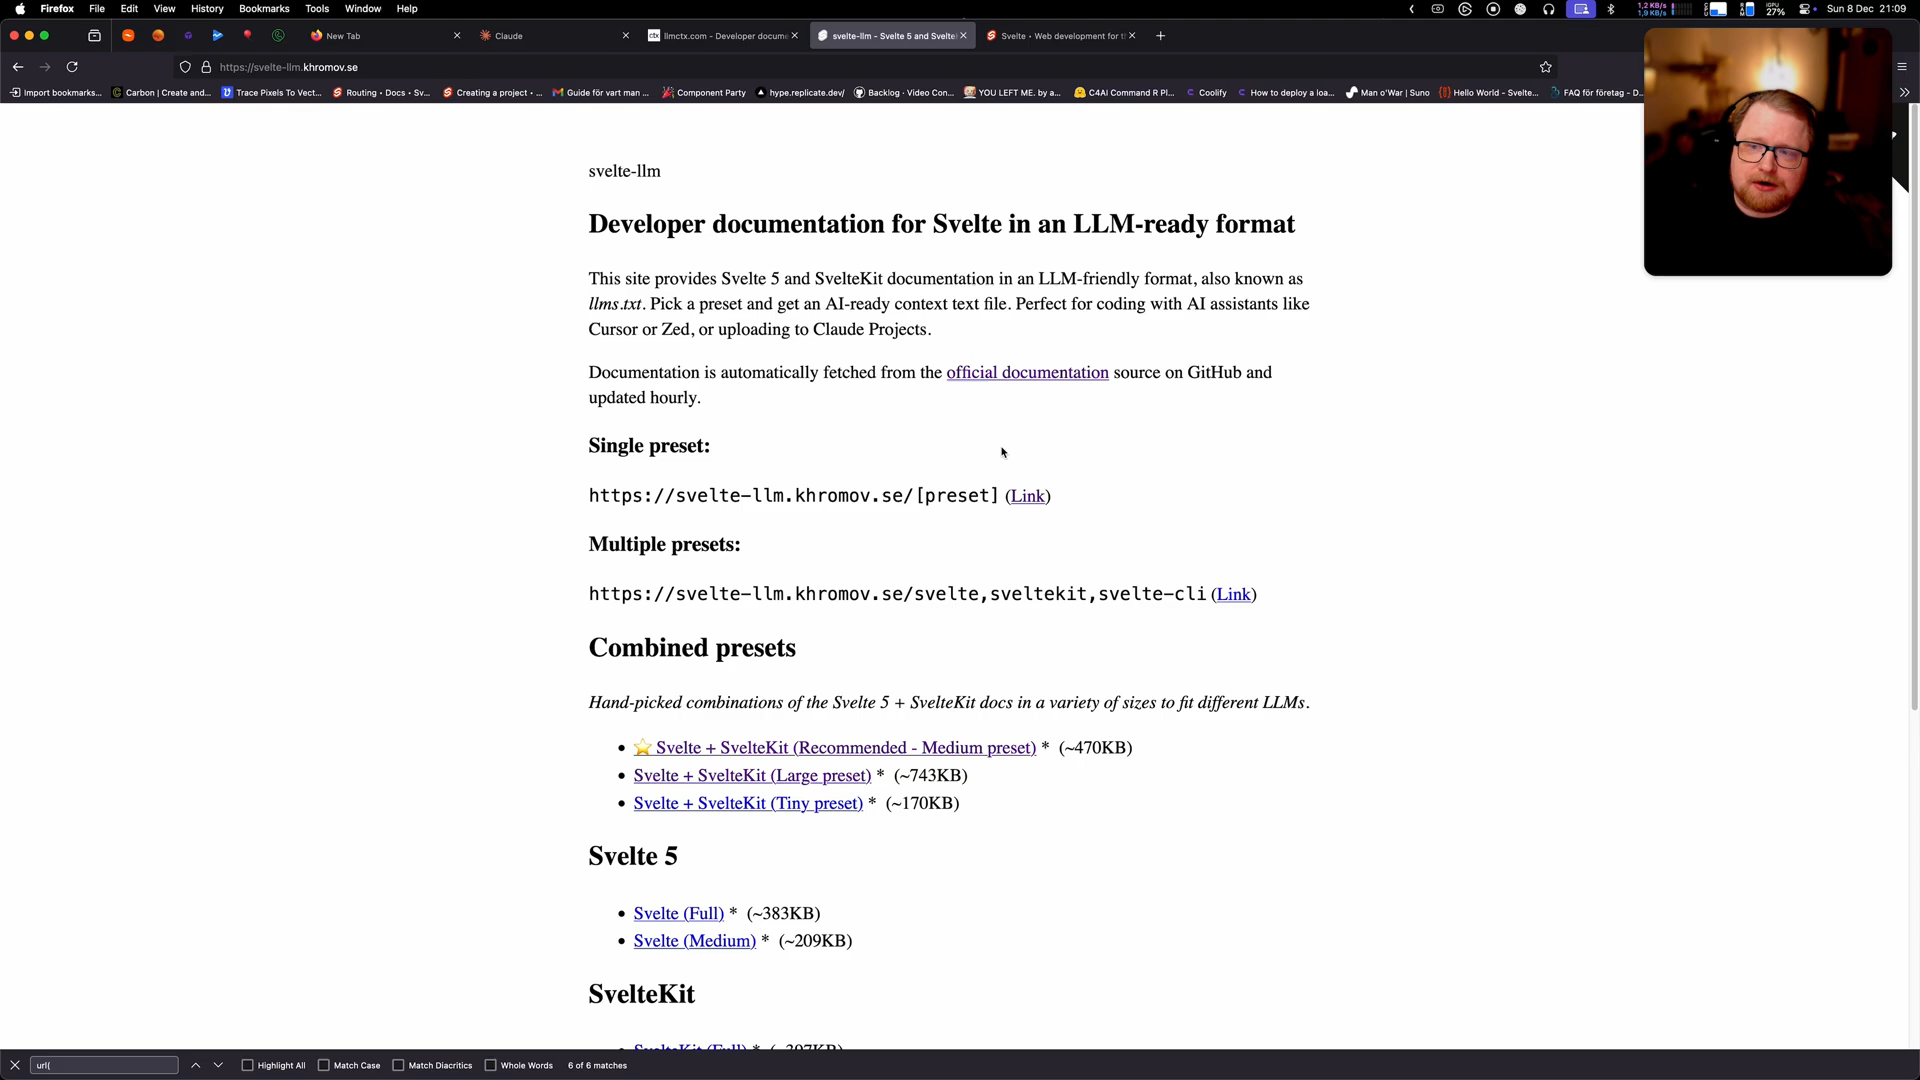 Firefox File Edit View History Bookmarks Tools Window Help
1,2 KB/s
1,9 KB/s
27%
Sun 8 Dec 21:09
New Tab
Claude
llmctx.com - Developer docume
svelte-llm - Svelte 5 and Svelte
Svelte • Web development for t
https://svelte-llm.khromov.se
Import bookmarks...
Carbon | Create and...
Trace Pixels To Vect...
Routing • Docs • Sv...
Creating a project • ...
Guide för vart man ...
Component Party
hype.replicate.dev/
Backlog · Video Con...
YOU LEFT ME. by a...
C4AI Command R Pl...
Coolify
How to deploy a loa...
Man o'War | Suno
Hello World - Svelte...
FAQ för företag - D...
svelte-llm
Developer documentation for Svelte in an LLM-ready format
This site provides Svelte 5 and SvelteKit documentation in an LLM-friendly format, also known as
llms.txt. Pick a preset and get an AI-ready context text file. Perfect for coding with AI assistants like
Cursor or Zed, or uploading to Claude Projects.
Documentation is automatically fetched from the official documentation source on GitHub and
updated hourly.
Single preset:
https://svelte-llm.khromov.se/[preset] (Link)
Multiple presets:
https://svelte-llm.khromov.se/svelte,sveltekit,svelte-cli (Link)
Combined presets
Hand-picked combinations of the Svelte 5 + SvelteKit docs in a variety of sizes to fit different LLMs.
• ⭐ Svelte + SvelteKit (Recommended - Medium preset) * (~470KB)
• Svelte + SvelteKit (Large preset) * (~743KB)
• Svelte + SvelteKit (Tiny preset) * (~170KB)
Svelte 5
• Svelte (Full) * (~383KB)
• Svelte (Medium) * (~209KB)
SvelteKit
• SvelteKit (Full) * (~397KB)
url(
Highlight All
Match Case
Match Diacritics
Whole Words
6 of 6 matches